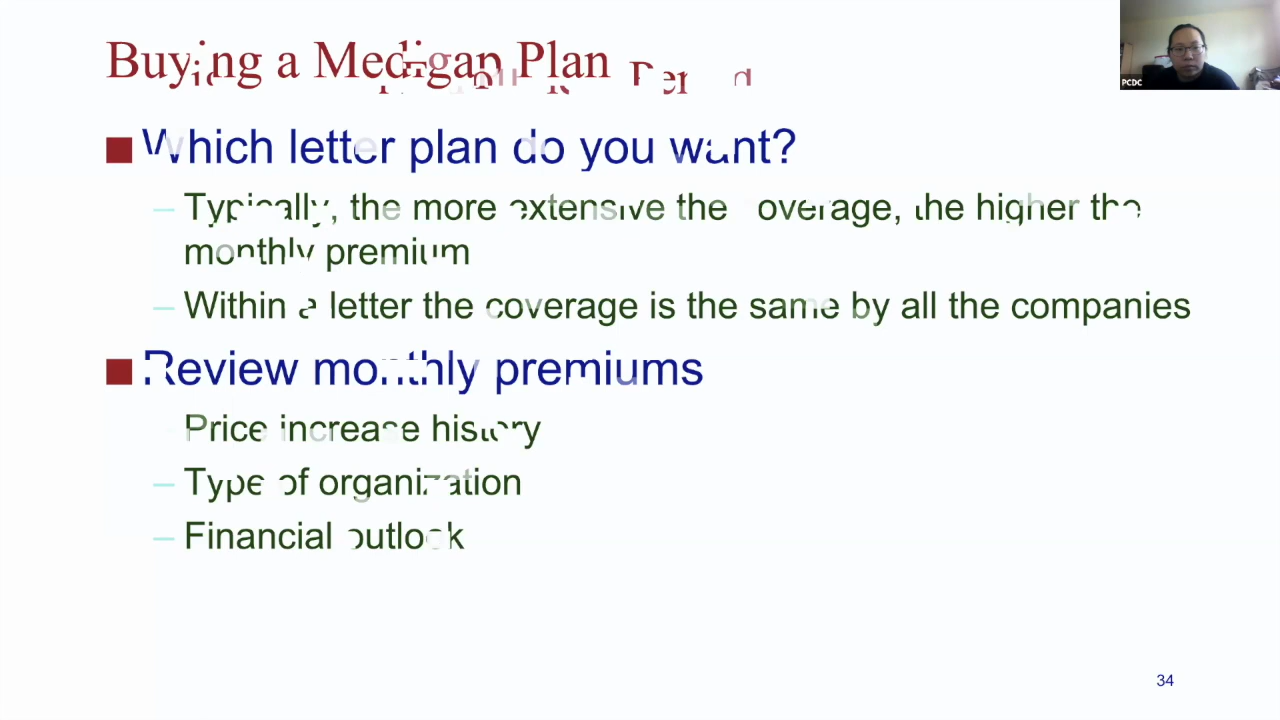 Buying a Medigap Plan
Which letter plan do you want?
– Typically, the more extensive the coverage, the higher the
monthly premium
– Within a letter the coverage is the same by all the companies
Review monthly premiums
Price increase history
– Type of organization
– Financial outlook
34
PCDC